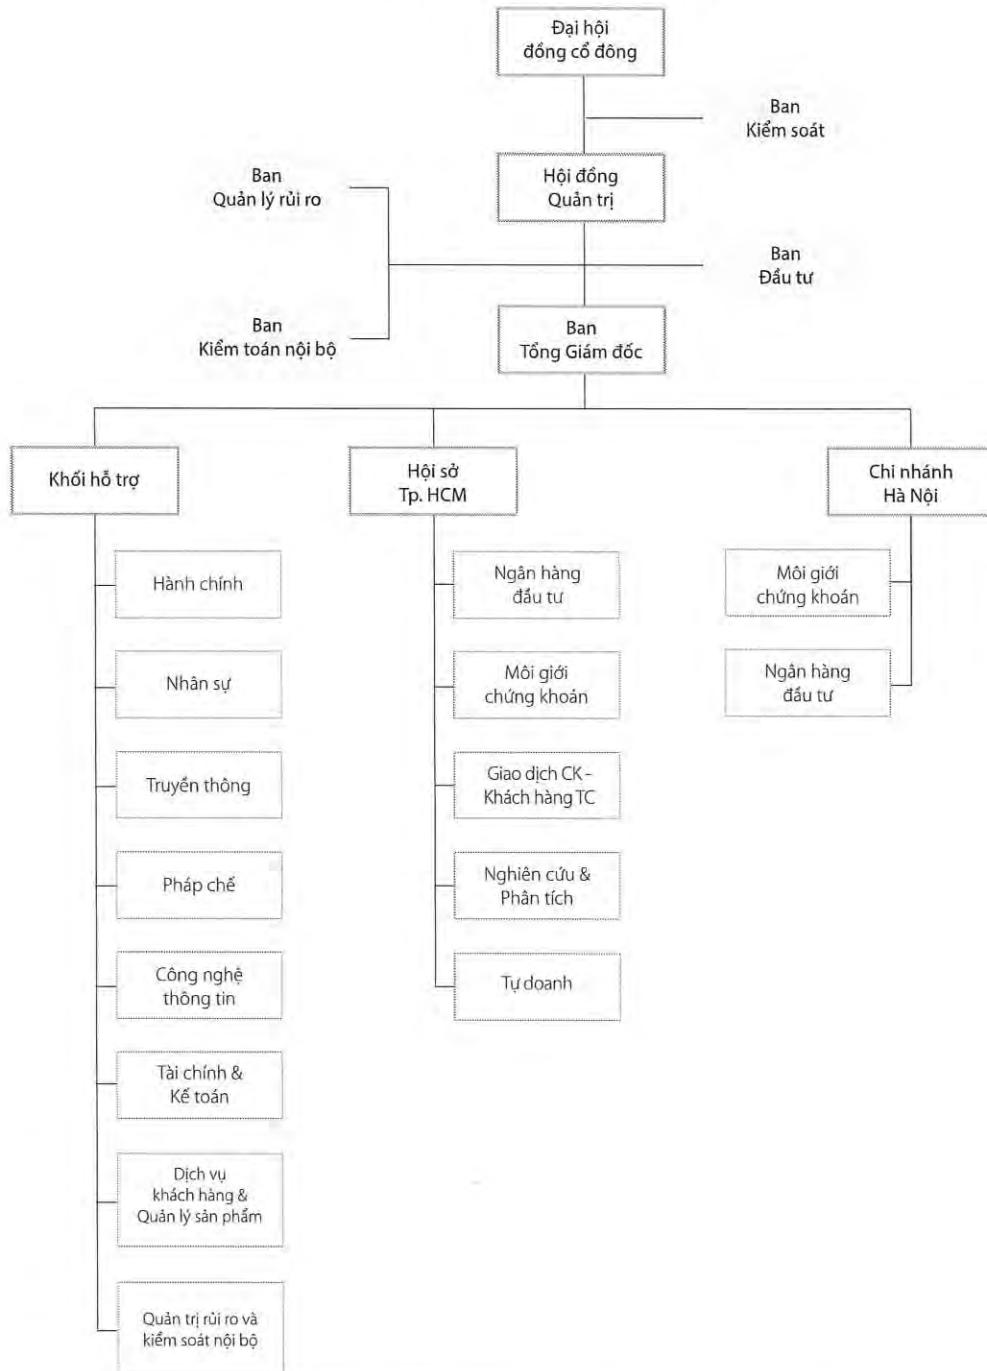 Đại hội
đồng cổ đông
Ban
Kiểm soát
Hội đồng
Quản trị
Ban
Quản lý rủi ro
Ban
Đầu tư
Ban
Kiểm toán nội bộ
Ban
Tổng Giám đốc
Khối hỗ trợ
Hành chính
Nhân sự
Truyền thông
Pháp chế
Công nghệ
thông tin
Tài chính &
Kế toán
Dịch vụ
khách hàng &
Quản lý sản phẩm
Quản trị rủi ro và
kiểm soát nội bộ
Hội sở
Tp. HCM
Ngân hàng
đầu tư
Môi giới
chứng khoán
Giao dịch CK -
Khách hàng TC
Nghiên cứu &
Phân tích
Tự doanh
Chi nhánh
Hà Nội
Môi giới
chứng khoán
Ngân hàng
đầu tư